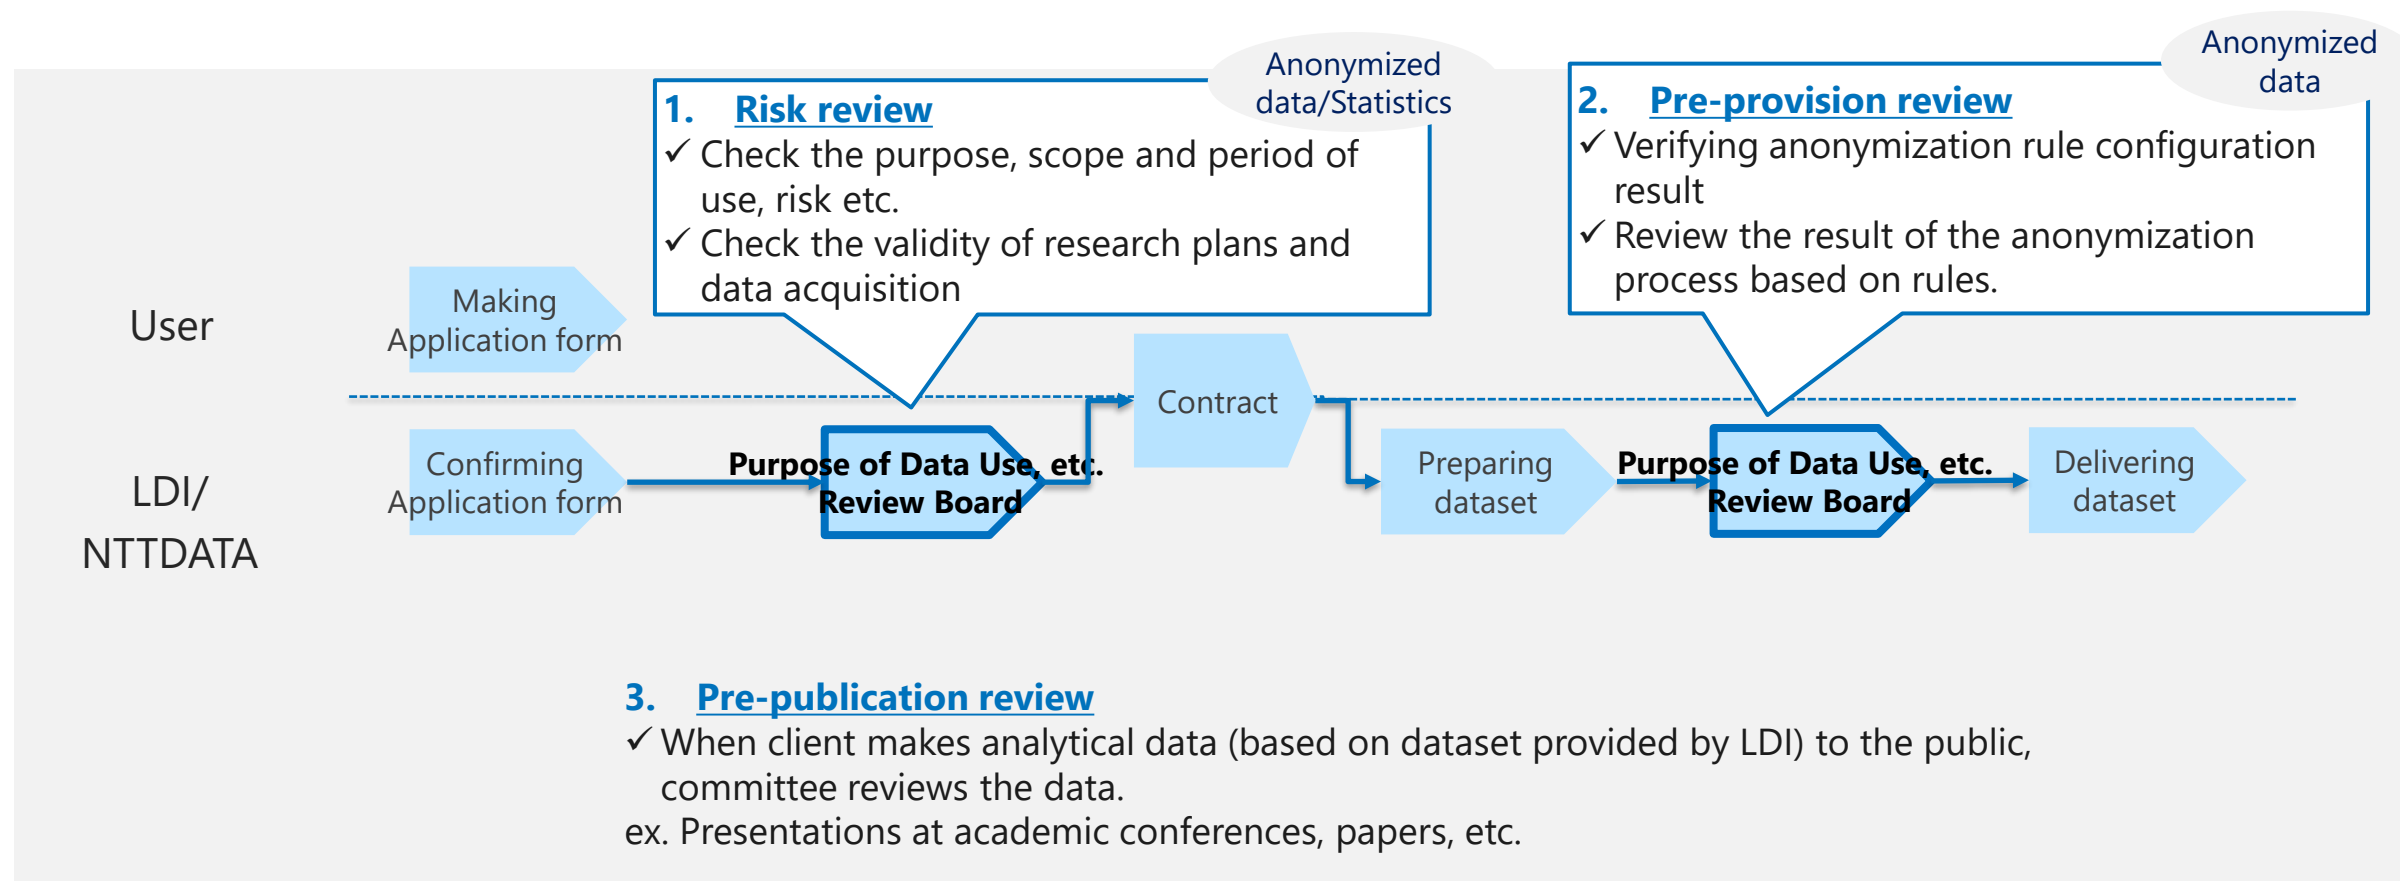 Anonymized
data/Statistics
1. Risk review
✓ Check the purpose, scope and period of
use, risk etc.
✓ Check the validity of research plans and
data acquisition
Anonymized
data
2. Pre-provision review
✓ Verifying anonymization rule configuration
result
✓ Review the result of the anonymization
process based on rules.
User
Making
Application form
Contract
LDI/
NTTDATA
Confirming
Application form
Purpose of Data Use, etc.
Review Board
Preparing
dataset
Purpose of Data Use, etc.
Review Board
Delivering
dataset
3. Pre-publication review
✓ When client makes analytical data (based on dataset provided by LDI) to the public,
committee reviews the data.
ex. Presentations at academic conferences, papers, etc.